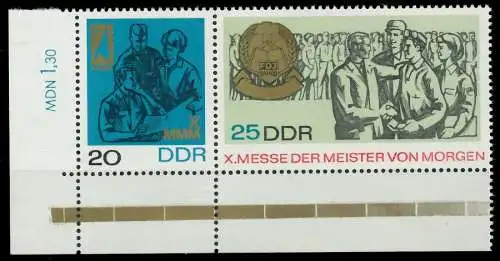 MDN 1,30
X
MMM
20 DDR
FDJ
25 DDR
X. MESSE DER MEISTER VON MORGEN